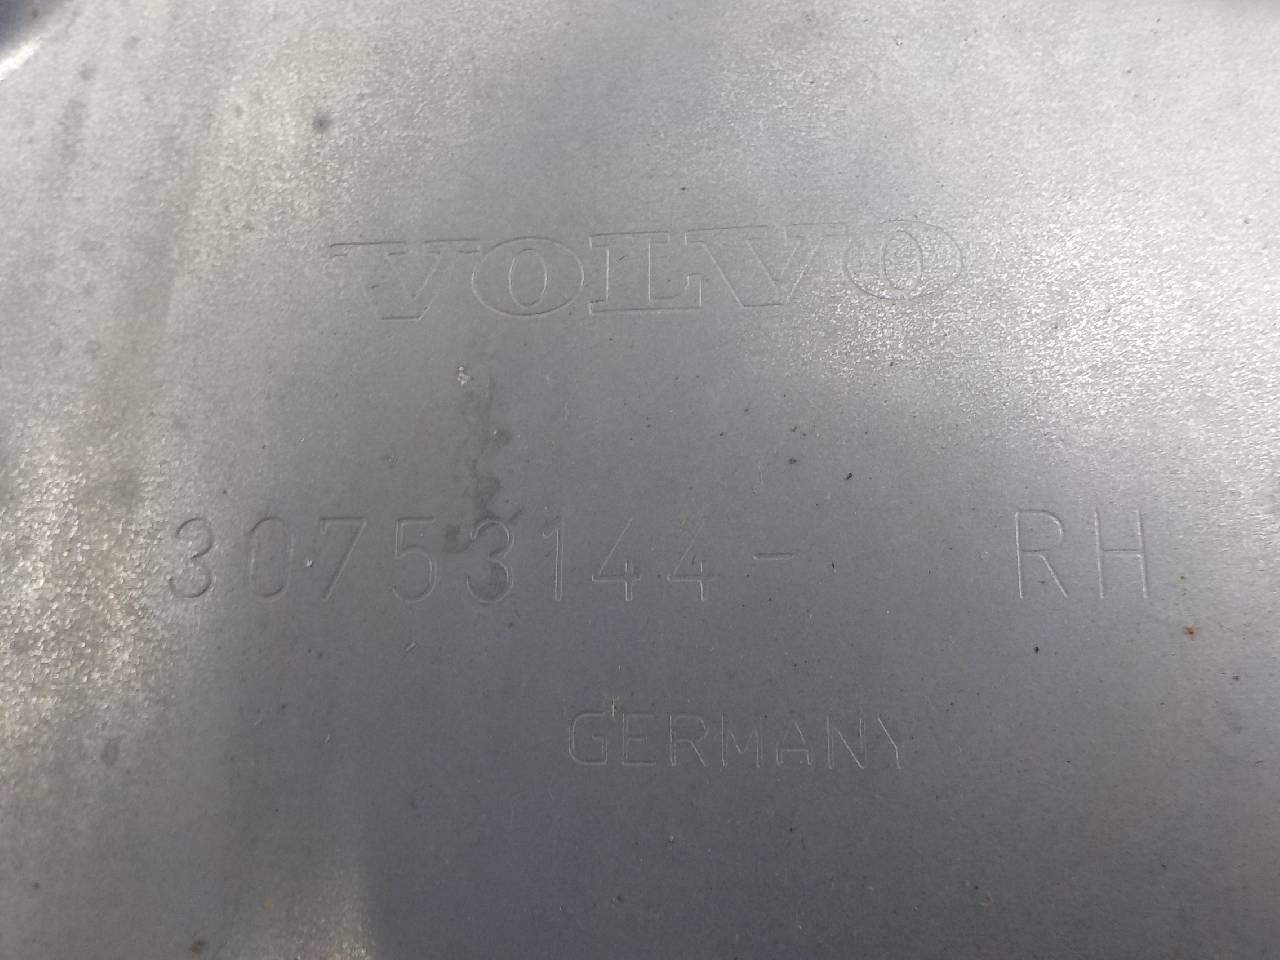 VOLVO
30753144- RH
GERMANY